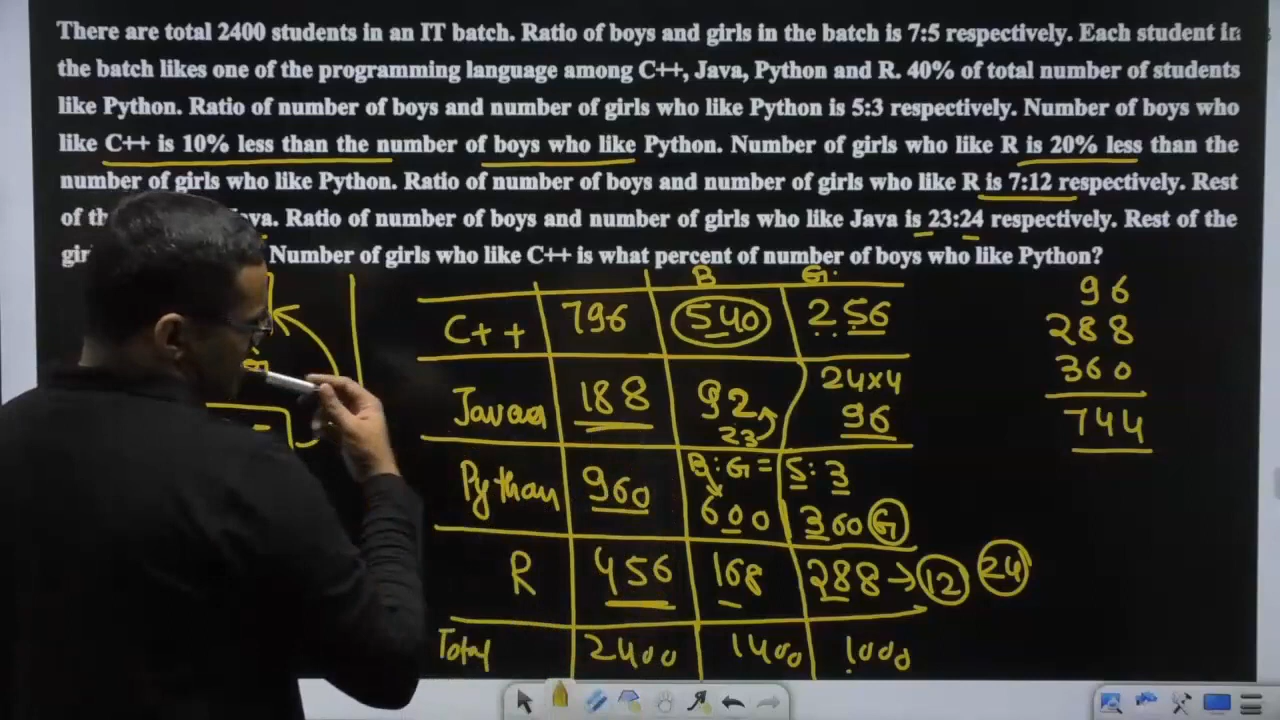 There are total 2400 students in an IT batch. Ratio of boys and girls in the batch is 7:5 respectively. Each student in
the batch likes one of the programming language among C++, Java, Python and R. 40% of total number of students
like Python. Ratio of number of boys and number of girls who like Python is 5:3 respectively. Number of boys who
like C++ is 10% less than the number of boys who like Python. Number of girls who like R is 20% less than the
number of girls who like Python. Ratio of number of boys and number of girls who like R is 7:12 respectively. Rest
of Ratio of number of boys and number of girls who like Java is 23:24 respectively. Rest of the
Number of girls who like C++ is what percent of number of boys who like Python?
B G
C++ 796 540 256
24x4
Javaa 188 92 96
23
B:G = 5:3
Python 960 600 360 G
R 456 168 288 → 12 24
Total 2400 1400 1000
96
288
360
744